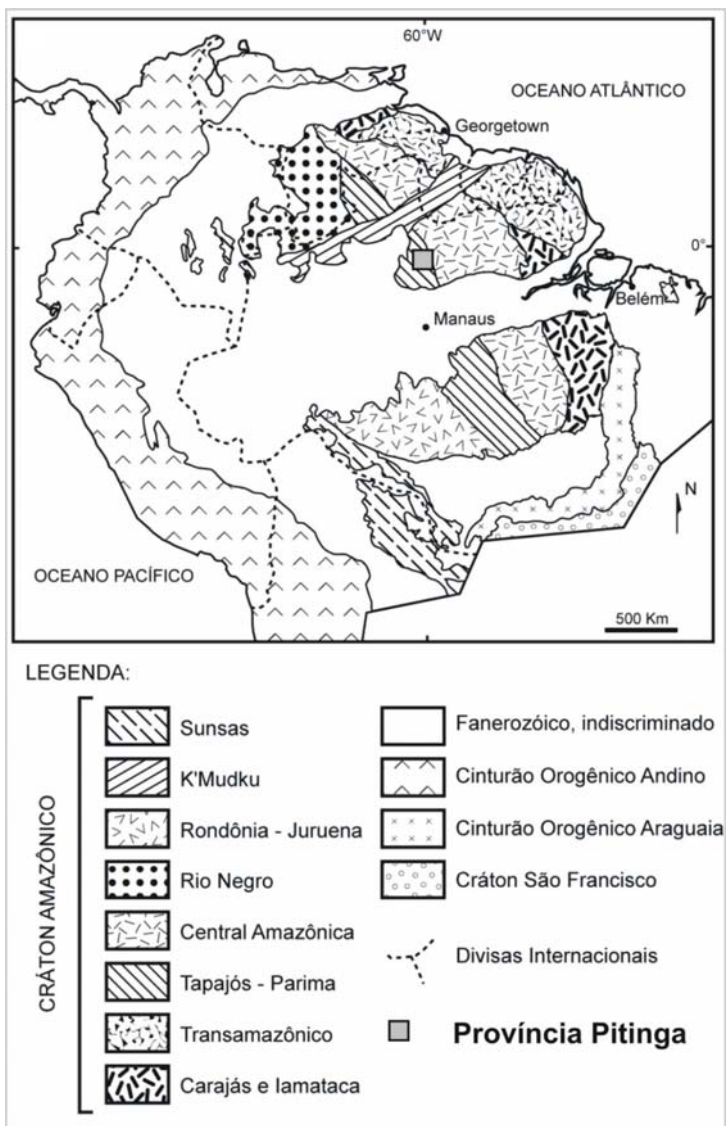 60°W
OCEANO ATLÂNTICO
Georgetown
0°
Belém
Manaus
N
OCEANO PACÍFICO
500 Km
LEGENDA:
CRÁTON AMAZÔNICO
Sunsas
K'Mudku
Rondônia - Juruena
Rio Negro
Central Amazônica
Tapajós - Parima
Transamazônico
Carajás e Iamataca
Fanerozóico, indiscriminado
Cinturão Orogênico Andino
Cinturão Orogênico Araguaia
Cráton São Francisco
Divisas Internacionais
Província Pitinga